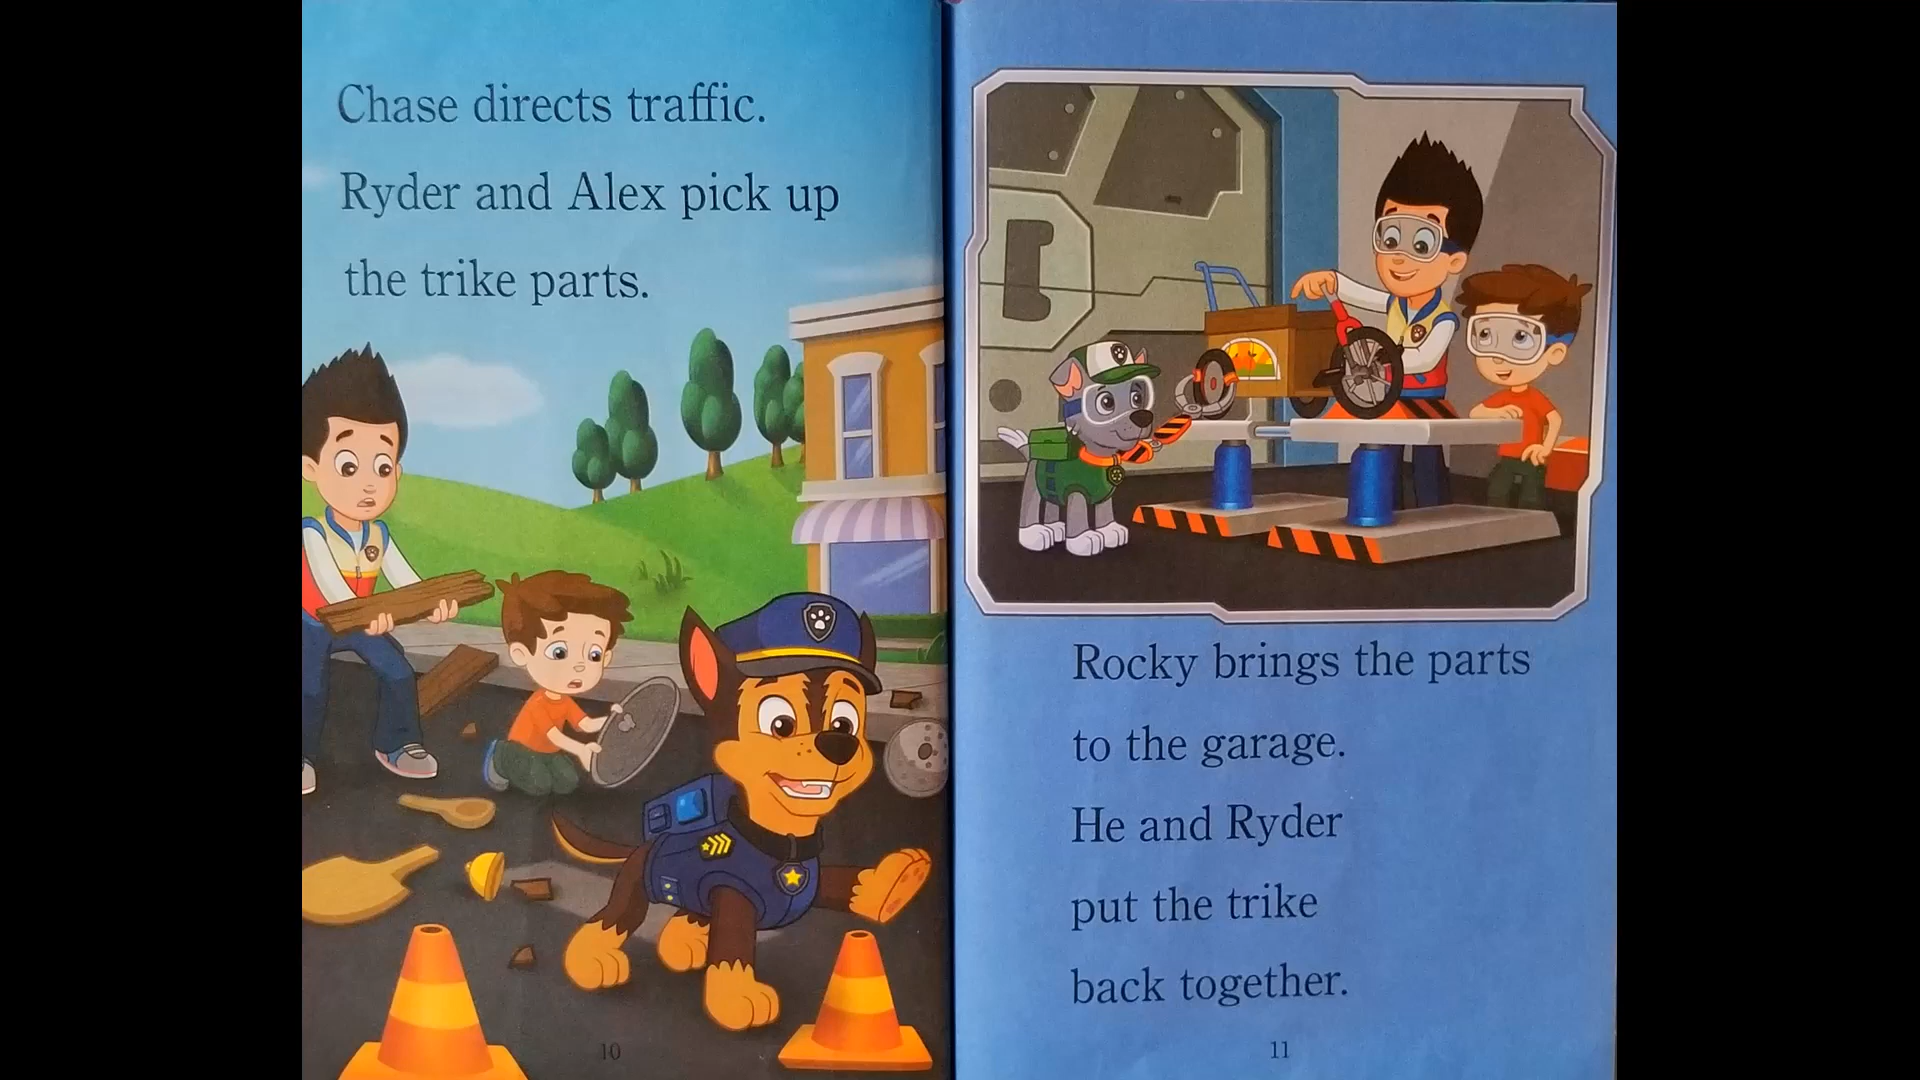 Chase directs traffic.
Ryder and Alex pick up
the trike parts.
10
Rocky brings the parts
to the garage.
He and Ryder
put the trike
back together.
11